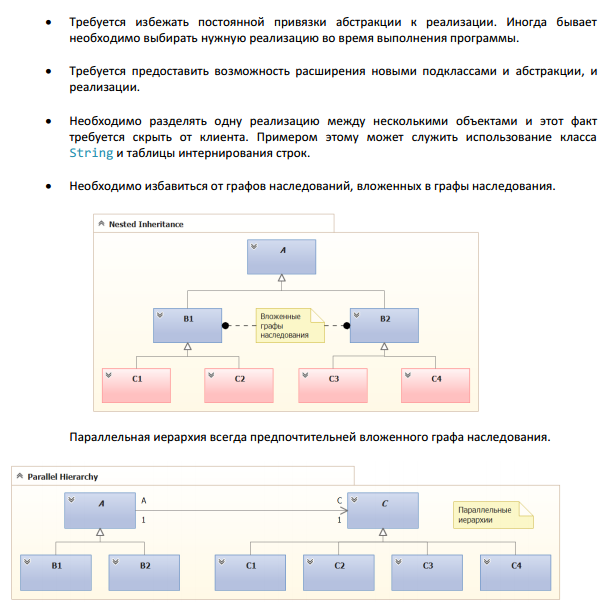 • Требуется избежать постоянной привязки абстракции к реализации. Иногда бывает
необходимо выбирать нужную реализацию во время выполнения программы.
• Требуется предоставить возможность расширения новыми подклассами и абстракции, и
реализации.
• Необходимо разделять одну реализацию между несколькими объектами и этот факт
требуется скрыть от клиента. Примером этому может служить использование класса
String и таблицы интернирования строк.
• Необходимо избавиться от графов наследований, вложенных в графы наследования.
Nested Inheritance
A
B1
Вложенные
графы
наследования
B2
C1
C2
C3
C4
Параллельная иерархия всегда предпочтительней вложенного графа наследования.
Parallel Hierarchy
A
A
1
C
1
C
Параллельные
иерархии
B1
B2
C1
C2
C3
C4